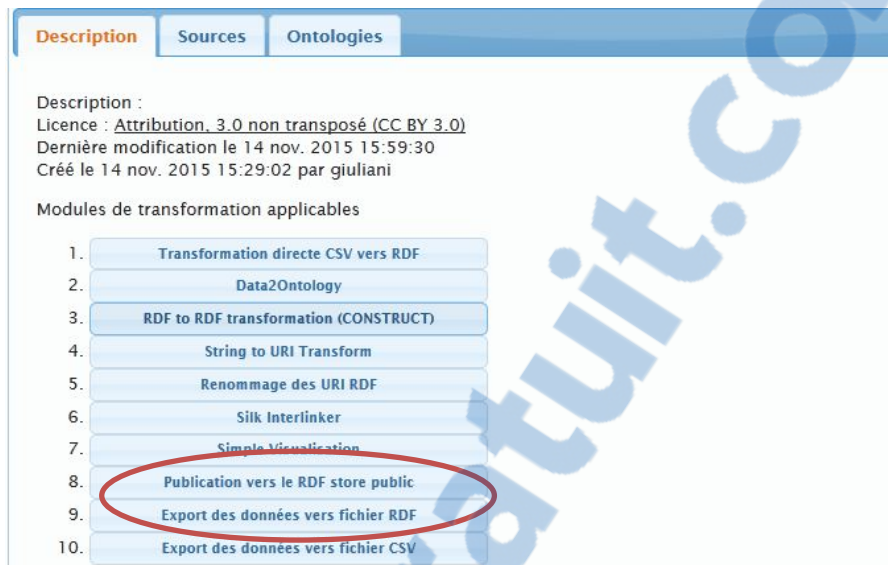 Description Sources Ontologies
Description :
Licence : Attribution, 3.0 non transposé (CC BY 3.0)
Dernière modification le 14 nov. 2015 15:59:30
Créé le 14 nov. 2015 15:29:02 par giuliani
Modules de transformation applicables
1. Transformation directe CSV vers RDF
2. Data2Ontology
3. RDF to RDF transformation (CONSTRUCT)
4. String to URI Transform
5. Renommage des URI RDF
6. Silk Interlinker
7. Simple Visualisation
8. Publication vers le RDF store public
9. Export des données vers fichier RDF
10. Export des données vers fichier CSV